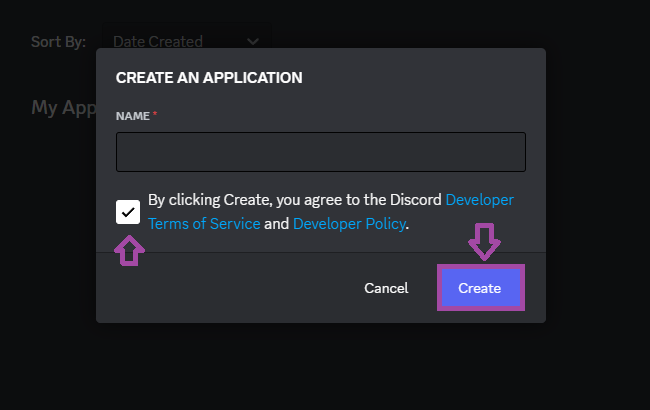 Sort By: Date Created
My App
CREATE AN APPLICATION
NAME *
By clicking Create, you agree to the Discord Developer
Terms of Service and Developer Policy.
Cancel Create